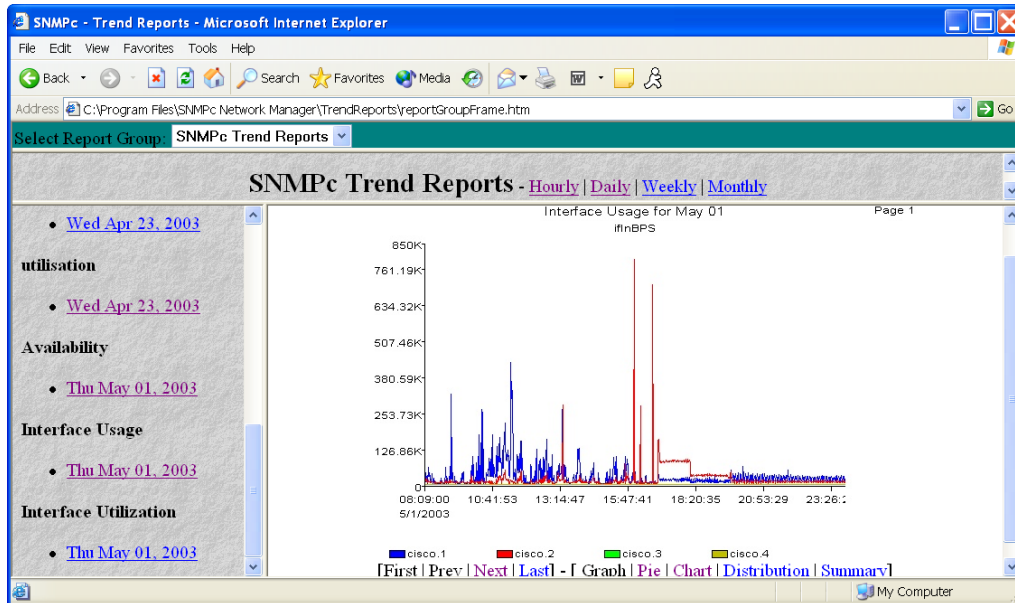 SNMPc - Trend Reports - Microsoft Internet Explorer
File Edit View Favorites Tools Help
Back Search Favorites Media
Address C:\Program Files\SNMPc Network Manager\TrendReports\reportGroupFrame.htm Go
Select Report Group: SNMPc Trend Reports
SNMPc Trend Reports - Hourly | Daily | Weekly | Monthly
Wed Apr 23, 2003
utilisation
Wed Apr 23, 2003
Availability
Thu May 01, 2003
Interface Usage
Thu May 01, 2003
Interface Utilization
Thu May 01, 2003
Interface Usage for May 01 Page 1
ifInBPS
850K
761.19K
634.32K
507.46K
380.59K
253.73K
126.86K
0
08:09:00 10:41:53 13:14:47 15:47:41 18:20:35 20:53:29 23:26:2
5/1/2003
cisco.1 cisco.2 cisco.3 cisco.4
[First | Prev | Next | Last] - [ Graph | Pie | Chart | Distribution | Summary]
My Computer